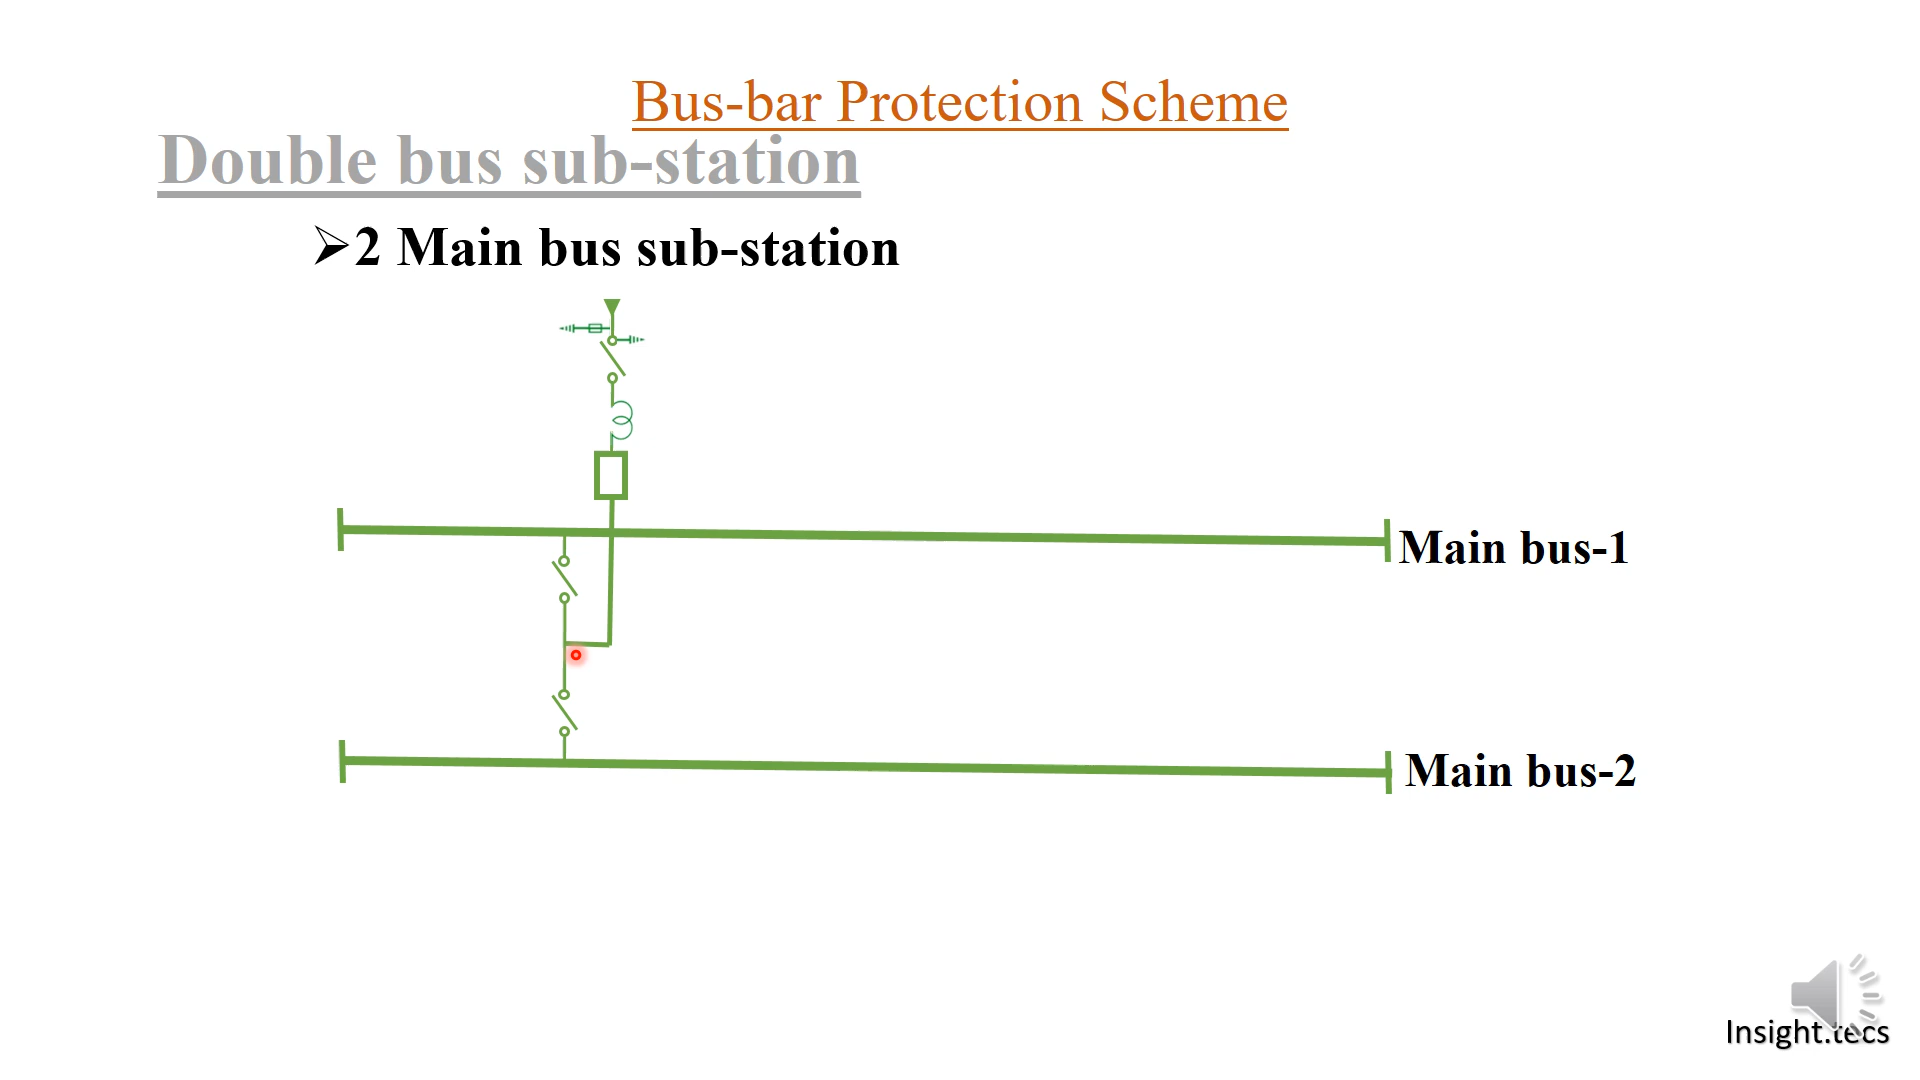 Bus-bar Protection Scheme
Double bus sub-station
➢2 Main bus sub-station
Main bus-1
Main bus-2
Insight.tecs